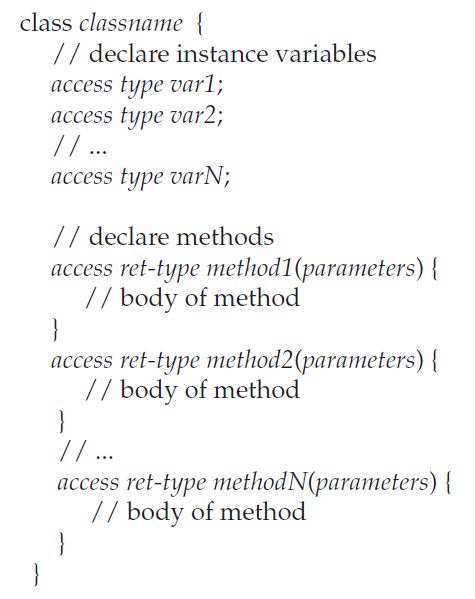 class classname {
// declare instance variables
access type var1;
access type var2;
// ...
access type varN;
// declare methods
access ret-type method1(parameters) {
// body of method
}
access ret-type method2(parameters) {
// body of method
}
// ...
access ret-type methodN(parameters) {
// body of method
}
}